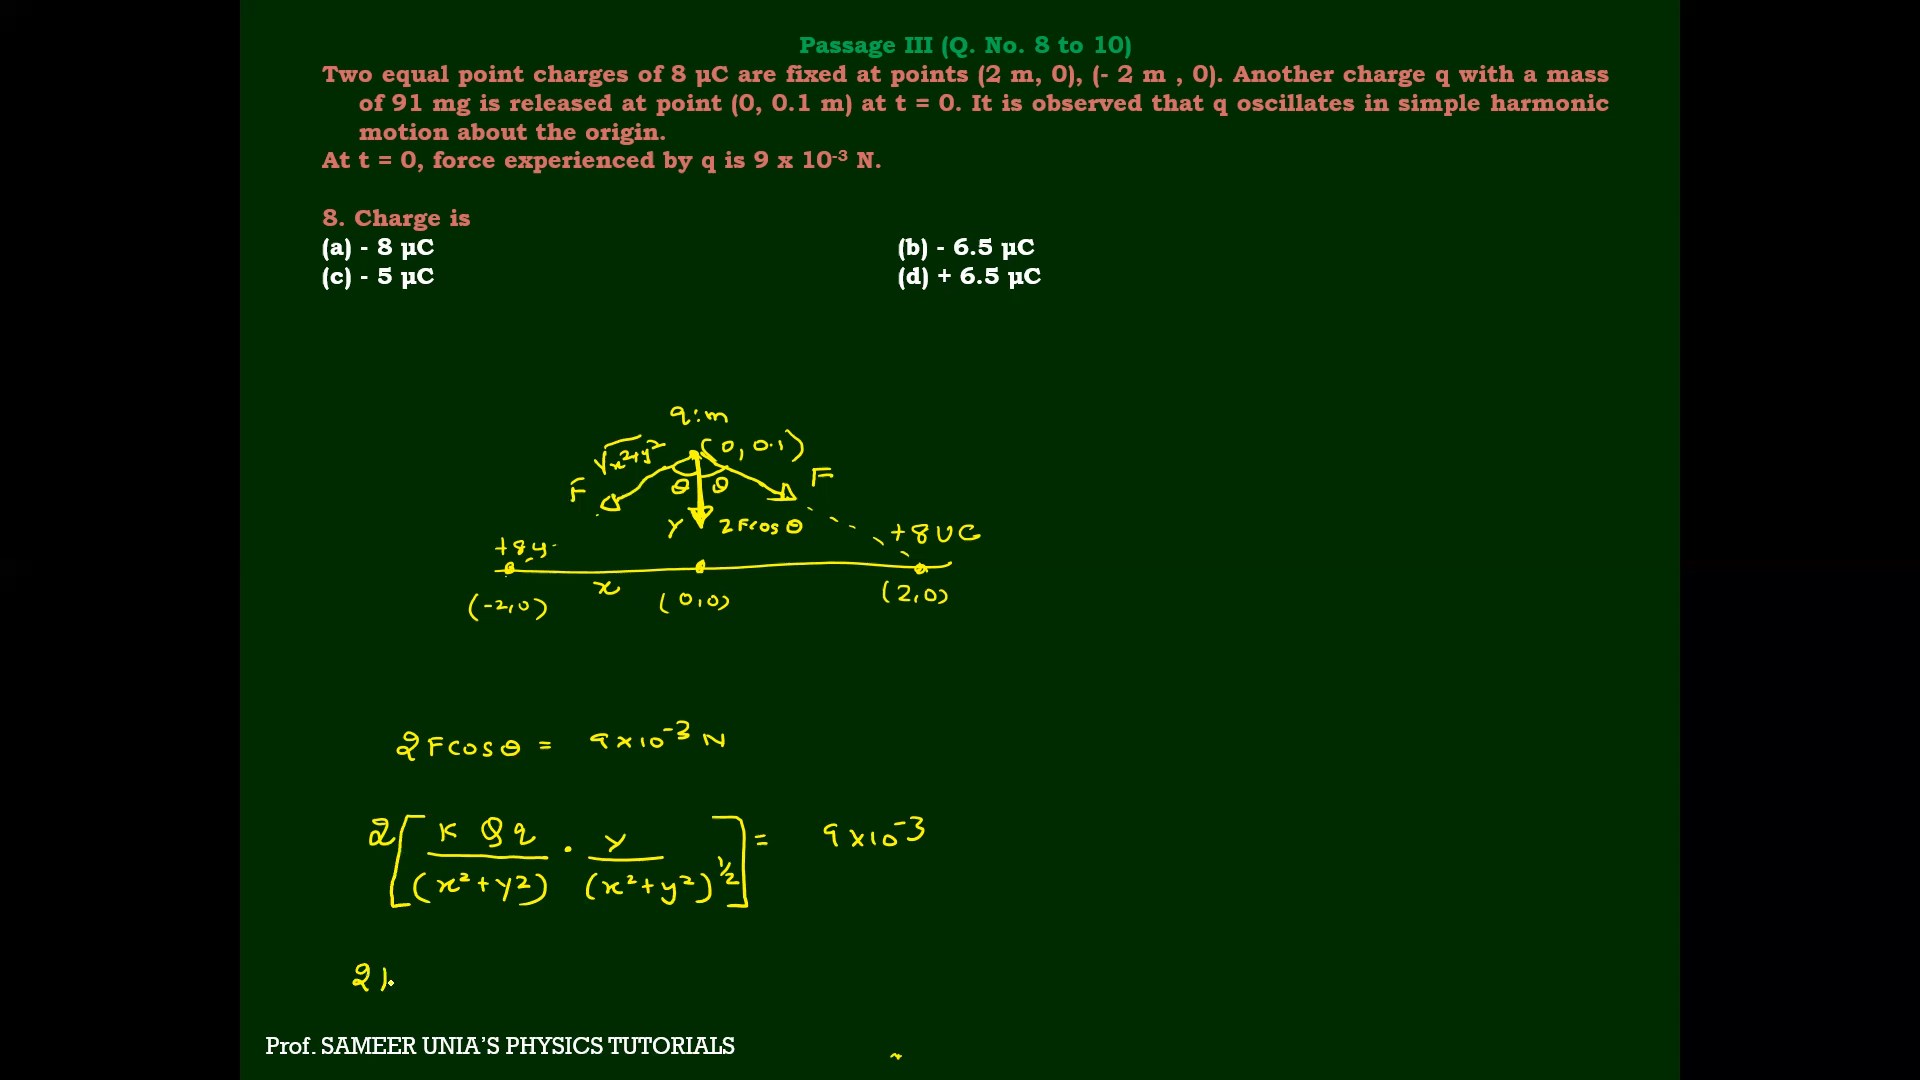 Passage III (Q. No. 8 to 10)
Two equal point charges of 8 µC are fixed at points (2 m, 0), (- 2 m , 0). Another charge q with a mass
of 91 mg is released at point (0, 0.1 m) at t = 0. It is observed that q oscillates in simple harmonic
motion about the origin.
At t = 0, force experienced by q is 9 x 10⁻³ N.
8. Charge is
(a) - 8 µC (b) - 6.5 µC
(c) - 5 µC (d) + 6.5 µC
q : m
√x²+y² (0, 0.1)
F θ θ F
y 2Fcosθ
+8μ +8μC
x
(-2,0) (0,0) (2,0)
2Fcosθ = 9×10⁻³ N
2[ K Q q / (x²+y²) · y / (x²+y²)^½ ] = 9×10⁻³
2
Prof. SAMEER UNIA'S PHYSICS TUTORIALS